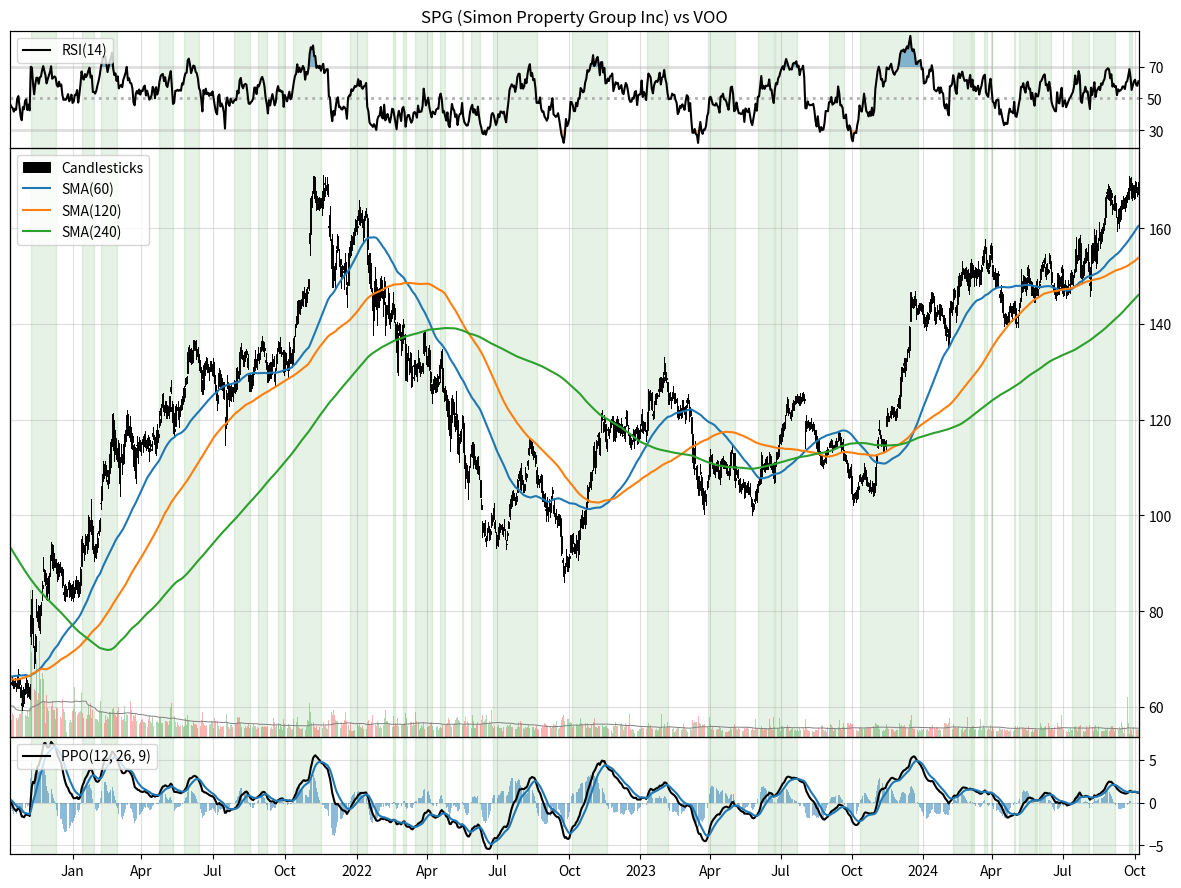 SPG (Simon Property Group Inc) vs VOO
RSI(14)
70
50
30
Candlesticks
SMA(60)
SMA(120)
SMA(240)
160
140
120
100
80
60
PPO(12, 26, 9)
5
0
−5
Jan Apr Jul Oct 2022 Apr Jul Oct 2023 Apr Jul Oct 2024 Apr Jul Oct